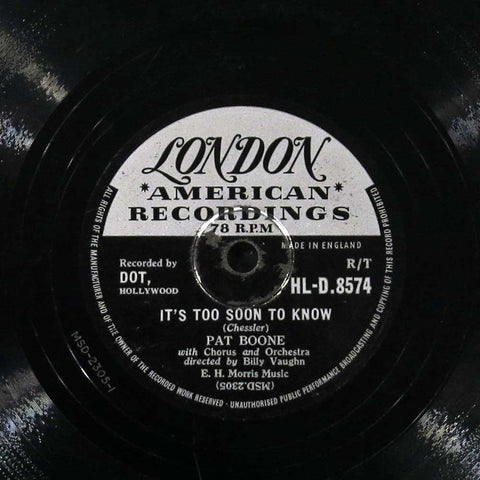 LONDON
*AMERICAN*
RECORDINGS
78 R.P.M
MADE IN ENGLAND
Recorded by
DOT,
HOLLYWOOD
R/T
HL-D.8574
IT'S TOO SOON TO KNOW
(Chessler)
PAT BOONE
with Chorus and Orchestra
directed by Billy Vaughn
E. H. Morris Music
(MSD.2305)
ALL RIGHTS OF THE MANUFACTURER AND OF THE OWNER OF THE RECORDED WORK RESERVED · UNAUTHORISED PUBLIC PERFORMANCE BROADCASTING AND COPYING OF THIS RECORD PROHIBITED
MSD-2305-1